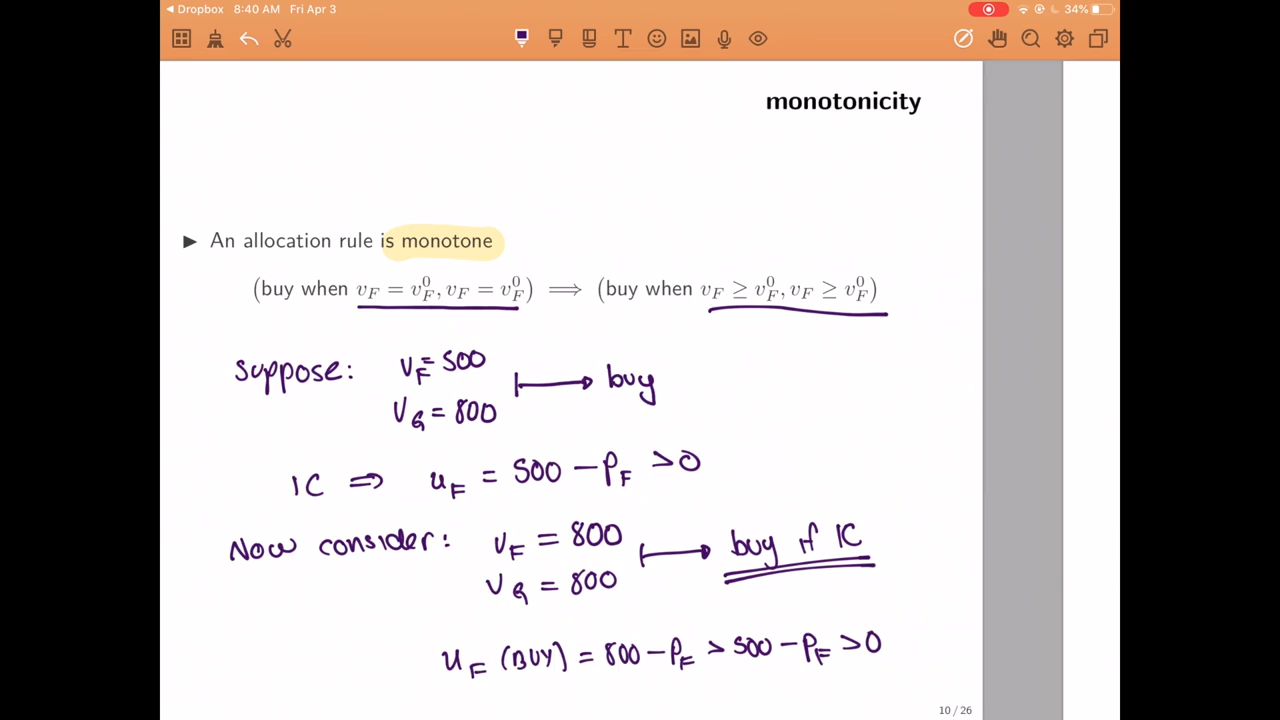 ◀ Dropbox 8:40 AM Fri Apr 3 34%
monotonicity
▶ An allocation rule is monotone
(buy when v_F = v_F^0, v_F = v_F^0) ⟹ (buy when v_F ≥ v_F^0, v_F ≥ v_F^0)
Suppose: V_F = 500
V_G = 800 ↦ buy
IC ⇒ u_F = 500 − P_F > 0
Now consider: V_F = 800
V_G = 800 ↦ buy if IC
u_F (BUY) = 800 − P_F > 500 − P_F > 0
10 / 26